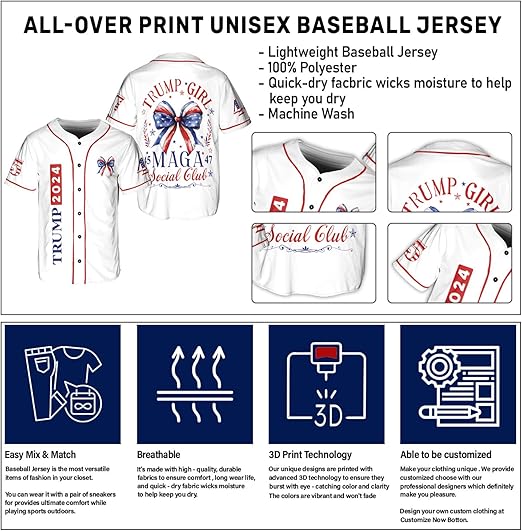 ALL-OVER PRINT UNISEX BASEBALL JERSEY
- Lightweight Baseball Jersey
- 100% Polyester
- Quick-dry facbric wicks moisture to help
keep you dry
- Machine Wash
TRUMP GIRL
45 47
MAGA
Social Club
TRUMP 2024
TRUMP GIRL
Social Club
2024
Easy Mix & Match
Baseball Jersey is the most versatile
items of fashion in your closet.
You can wear it with a pair of sneakers
for provides ultimate comfort while
playing sports outdoors.
Breathable
It's made with high - quality, durable
fabrics to ensure comfort , long wear life,
and quick - dry fabric wicks moisture
to help keep you dry.
3D
3D Print Technology
Our unique designs are printed with
advanced 3D technology to ensure they
burst with eye - catching color and clarity
The colors are vibrant and won't fade
Able to be customized
Make your clothing unique . We provide
customized choose with our
professional designers which definitely
make you pleasure.
Design your own custom clothing at
Customize Now Botton.